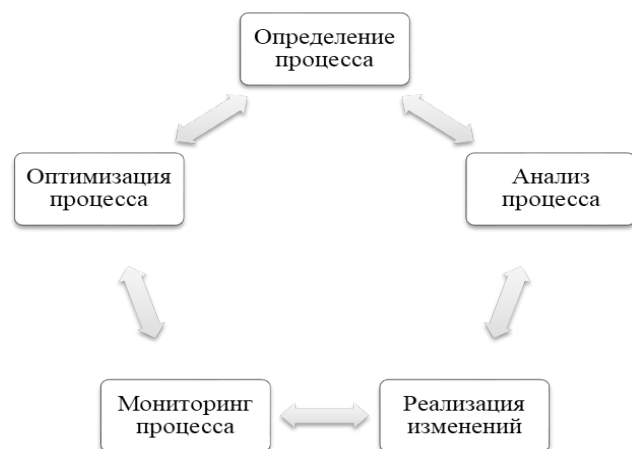 Определение
процесса
Оптимизация
процесса
Анализ
процесса
Мониторинг
процесса
Реализация
изменений